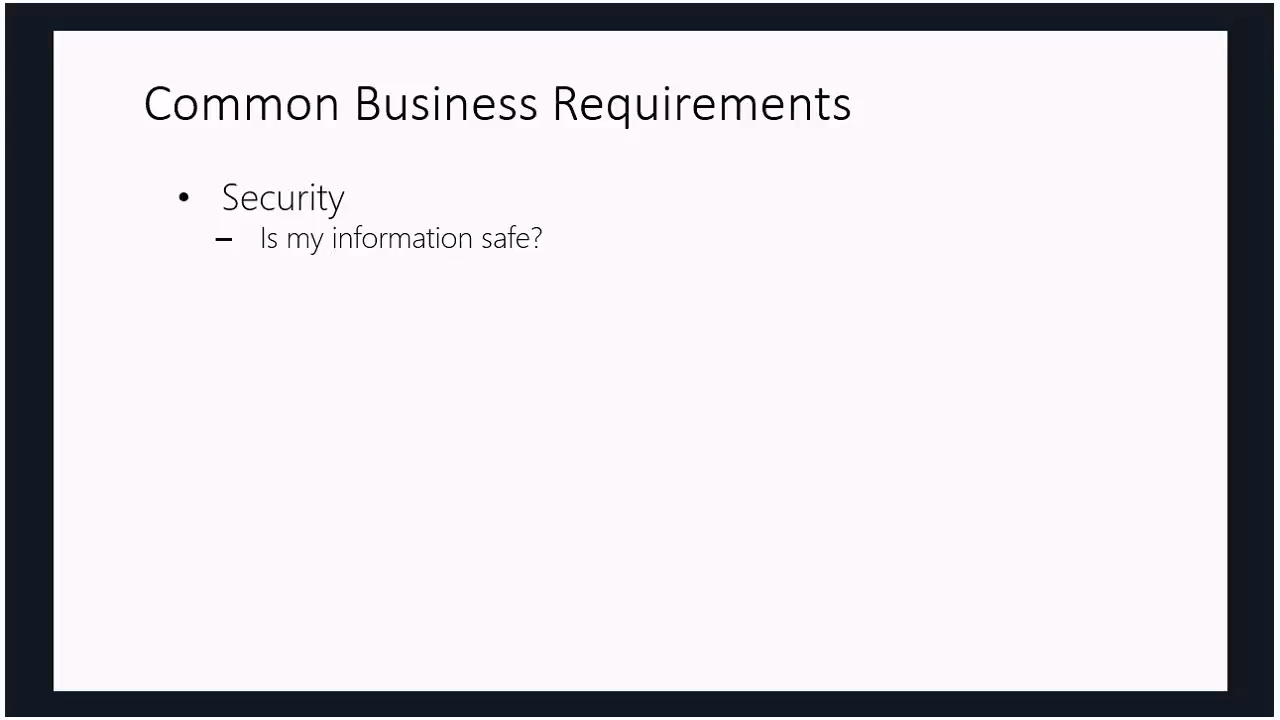 Common Business Requirements
• Security
– Is my information safe?